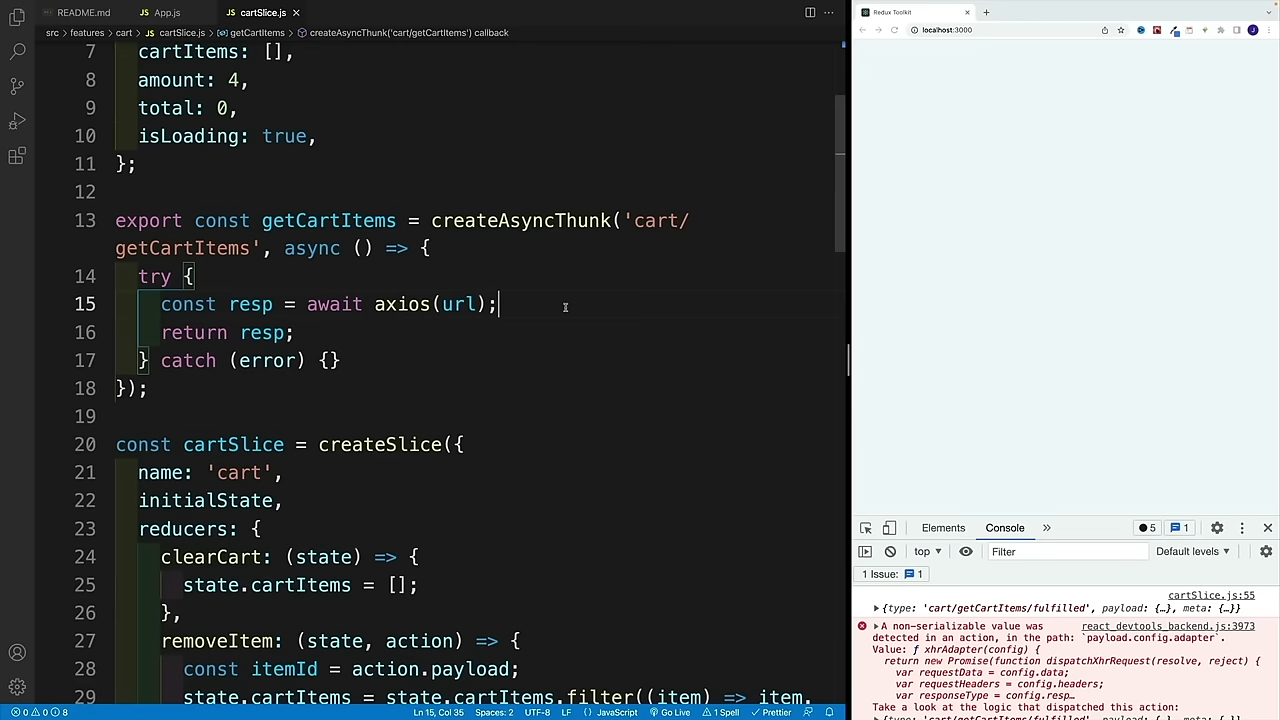 README.md
App.js
cartSlice.js
src > features > cart > cartSlice.js > getCartItems > createAsyncThunk('cart/getCartItems') callback
7 cartItems: [],
8 amount: 4,
9 total: 0,
10 isLoading: true,
11 };
12
13 export const getCartItems = createAsyncThunk('cart/
getCartItems', async () => {
14 try {
15 const resp = await axios(url);
16 return resp;
17 } catch (error) {}
18 });
19
20 const cartSlice = createSlice({
21 name: 'cart',
22 initialState,
23 reducers: {
24 clearCart: (state) => {
25 state.cartItems = [];
26 },
27 removeItem: (state, action) => {
28 const itemId = action.payload;
29 state.cartItems = state.cartItems.filter((item) => item.
0 0 8
Ln 15, Col 35 Spaces: 2 UTF-8 LF {} JavaScript Go Live 1 Spell Prettier
Redux Toolkit
localhost:3000
J
Elements Console 5 1
top Filter Default levels
1 Issue: 1
cartSlice.js:55
{type: 'cart/getCartItems/fulfilled', payload: {…}, meta: {…}}
A non-serializable value was react_devtools_backend.js:3973
detected in an action, in the path: `payload.config.adapter`.
Value: ƒ xhrAdapter(config) {
return new Promise(function dispatchXhrRequest(resolve, reject) {
var requestData = config.data;
var requestHeaders = config.headers;
var responseType = config.resp…
Take a look at the logic that dispatched this action:
{type: 'cart/getCartItems/fulfilled', payload: {…}, meta: {…}}